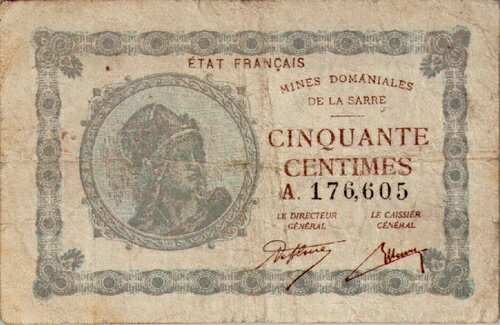 ÉTAT FRANÇAIS
MINES DOMANIALES
DE LA SARRE
CINQUANTE
CENTIMES
A. 176,605
LE DIRECTEUR GÉNÉRAL
LE CAISSIER GÉNÉRAL